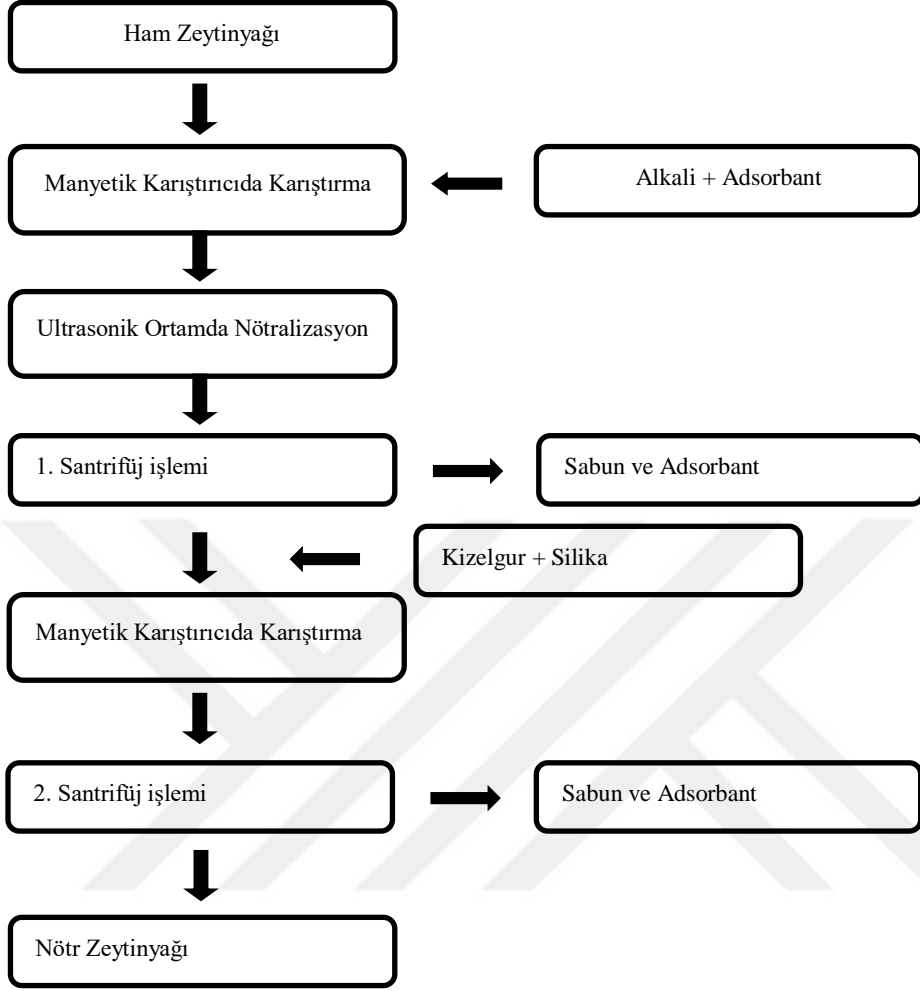 Ham Zeytinyağı
Manyetik Karıştırıcıda Karıştırma
Alkali + Adsorbant
Ultrasonik Ortamda Nötralizasyon
1. Santrifüj işlemi
Sabun ve Adsorbant
Kizelgur + Silika
Manyetik Karıştırıcıda Karıştırma
2. Santrifüj işlemi
Sabun ve Adsorbant
Nötr Zeytinyağı